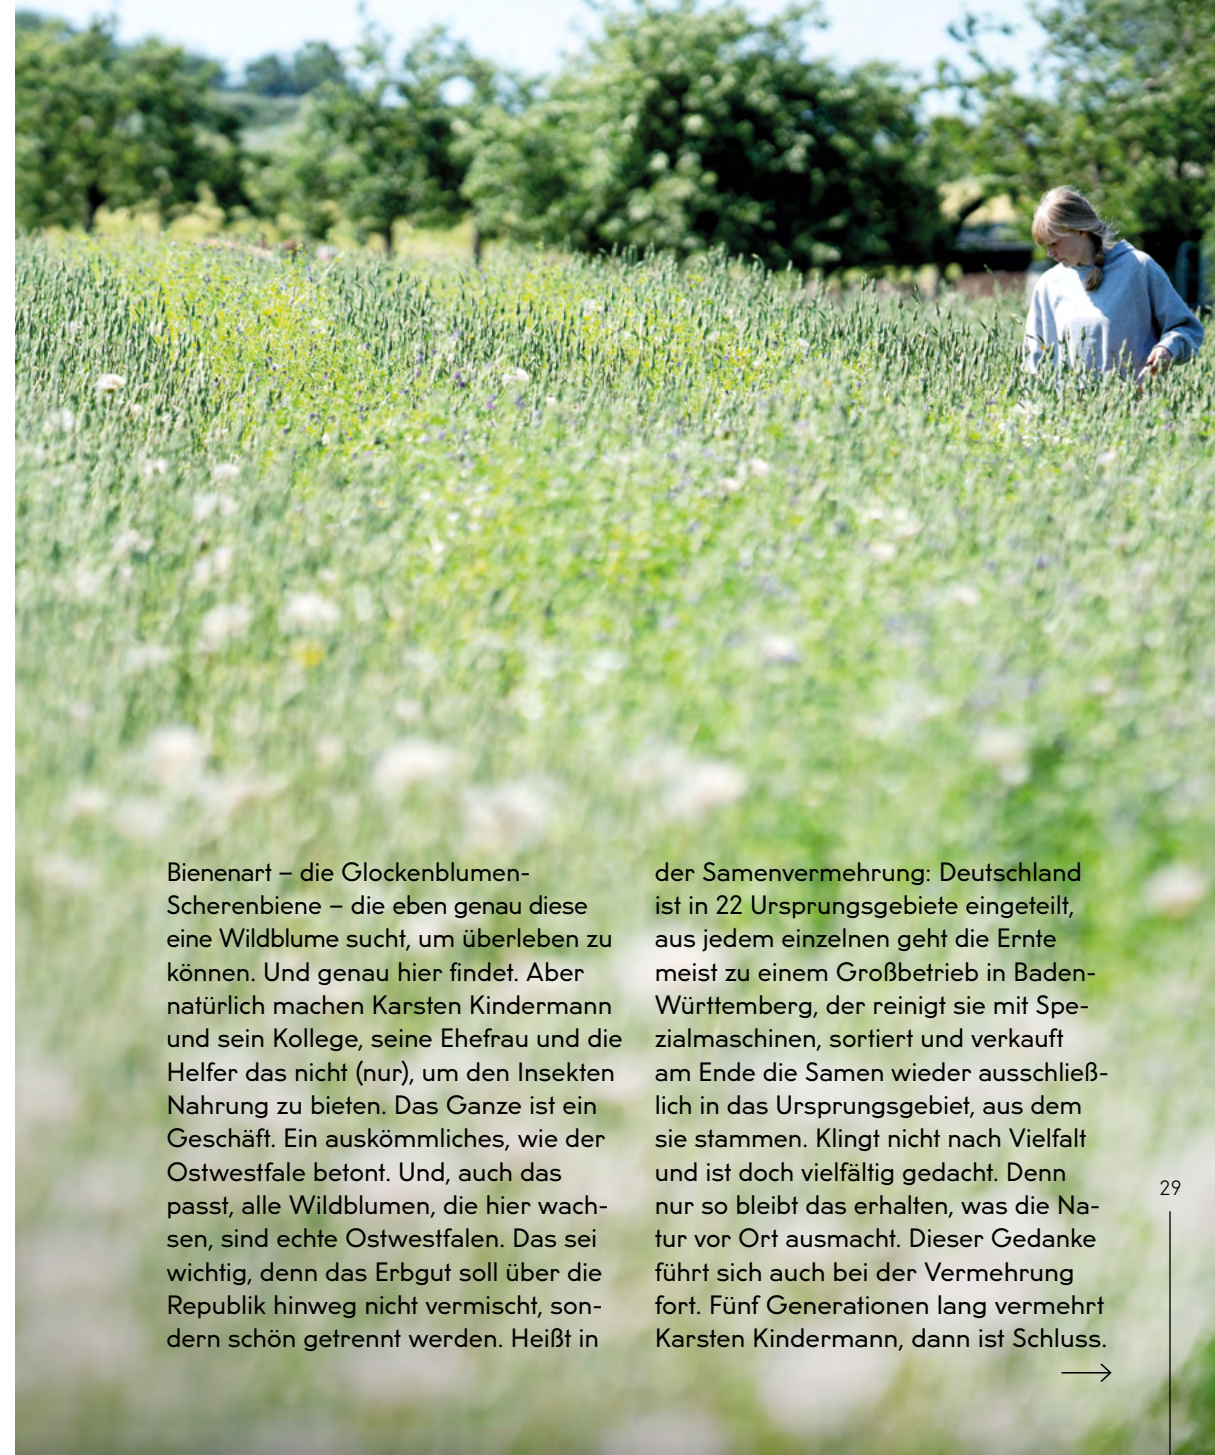 Bienenart – die Glockenblumen-
Scherenbiene – die eben genau diese
eine Wildblume sucht, um überleben zu
können. Und genau hier findet. Aber
natürlich machen Karsten Kindermann
und sein Kollege, seine Ehefrau und die
Helfer das nicht (nur), um den Insekten
Nahrung zu bieten. Das Ganze ist ein
Geschäft. Ein auskömmliches, wie der
Ostwestfale betont. Und, auch das
passt, alle Wildblumen, die hier wach-
sen, sind echte Ostwestfalen. Das sei
wichtig, denn das Erbgut soll über die
Republik hinweg nicht vermischt, son-
dern schön getrennt werden. Heißt in
der Samenvermehrung: Deutschland
ist in 22 Ursprungsgebiete eingeteilt,
aus jedem einzelnen geht die Ernte
meist zu einem Großbetrieb in Baden-
Württemberg, der reinigt sie mit Spe-
zialmaschinen, sortiert und verkauft
am Ende die Samen wieder ausschließ-
lich in das Ursprungsgebiet, aus dem
sie stammen. Klingt nicht nach Vielfalt
und ist doch vielfältig gedacht. Denn
nur so bleibt das erhalten, was die Na-
tur vor Ort ausmacht. Dieser Gedanke
führt sich auch bei der Vermehrung
fort. Fünf Generationen lang vermehrt
Karsten Kindermann, dann ist Schluss.
→
29